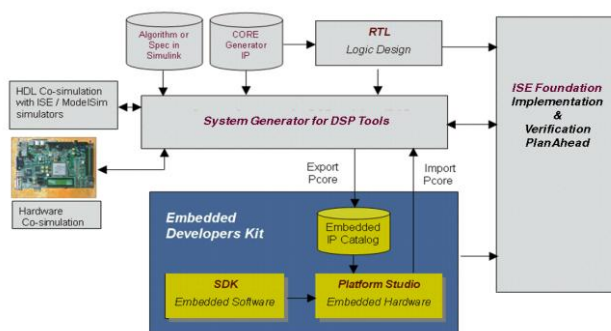 Algorithm or
Spec in
Simulink
CORE
Generator
IP
RTL
Logic Design
HDL Co-simulation
with ISE / ModelSim
simulators
System Generator for DSP Tools
ISE Foundation
Implementation
&
Verification
PlanAhead
Hardware
Co-simulation
Export
Pcore
Import
Pcore
Embedded
Developers Kit
Embedded
IP Catalog
SDK
Embedded Software
Platform Studio
Embedded Hardware